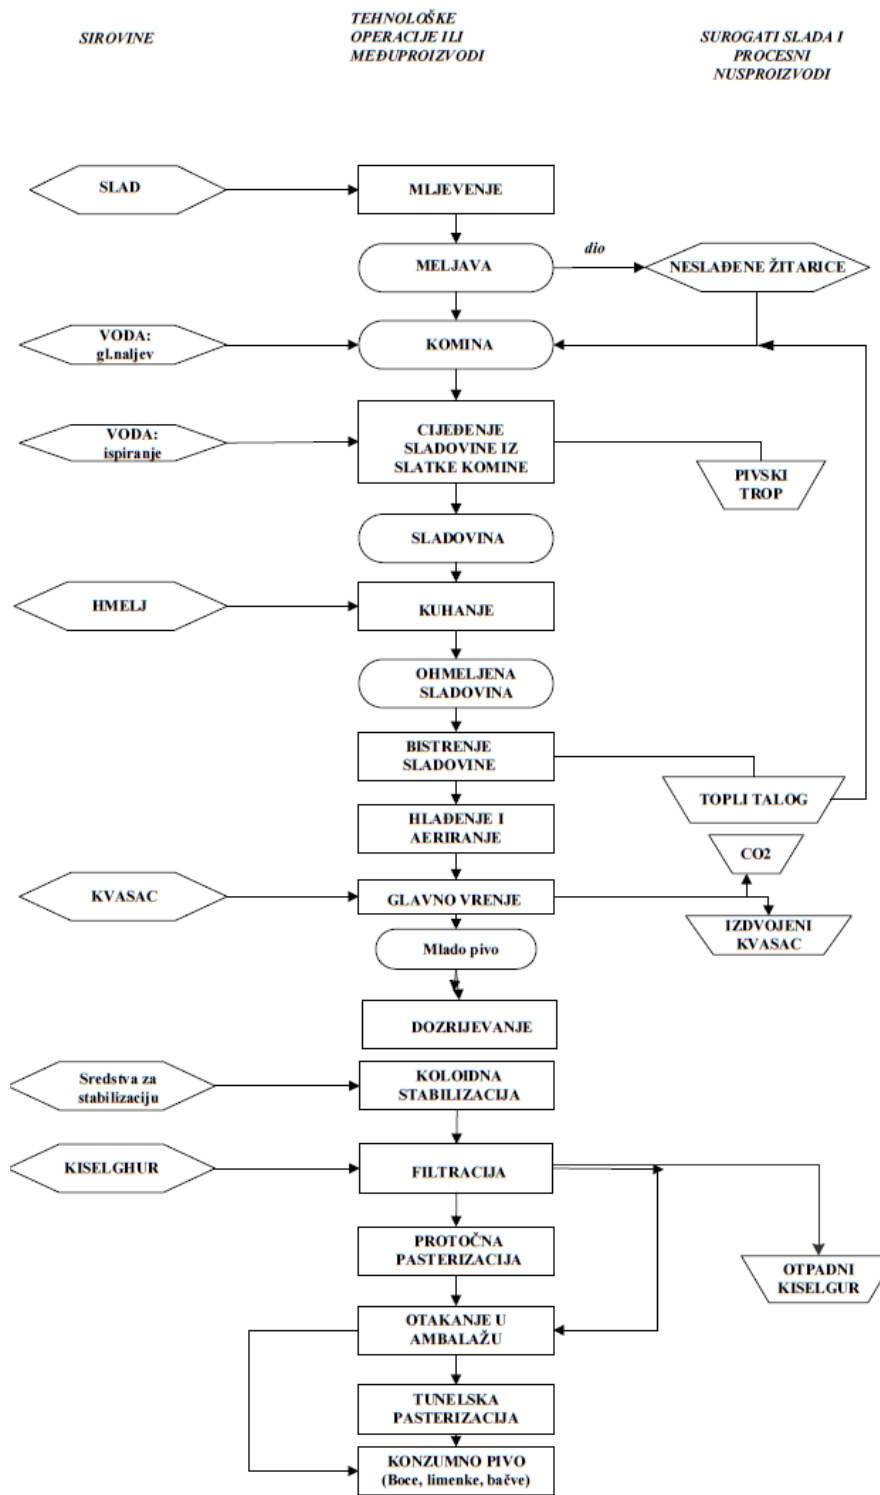 SIROVINE
TEHNOLOŠKE
OPERACIJE ILI
MEĐUPROIZVODI
SUROGATI SLADA I
PROCESNI
NUSPROIZVODI
SLAD
MLJEVENJE
MELJAVA
dio
NESLAĐENE ŽITARICE
VODA:
gl.naljev
KOMINA
VODA:
ispiranje
CIJEĐENJE
SLADOVINE IZ
SLATKE KOMINE
PIVSKI
TROP
SLADOVINA
HMELJ
KUHANJE
OHMELJENA
SLADOVINA
BISTRENJE
SLADOVINE
TOPLI TALOG
HLAĐENJE I
AERIRANJE
CO2
KVASAC
GLAVNO VRENJE
IZDVOJENI
KVASAC
Mlado pivo
DOZRIJEVANJE
Sredstva za
stabilizaciju
KOLOIDNA
STABILIZACIJA
KISELGHUR
FILTRACIJA
PROTOČNA
PASTERIZACIJA
OTPADNI
KISELGUR
OTAKANJE U
AMBALAŽU
TUNELSKA
PASTERIZACIJA
KONZUMNO PIVO
(Boce, limenke, bačve)